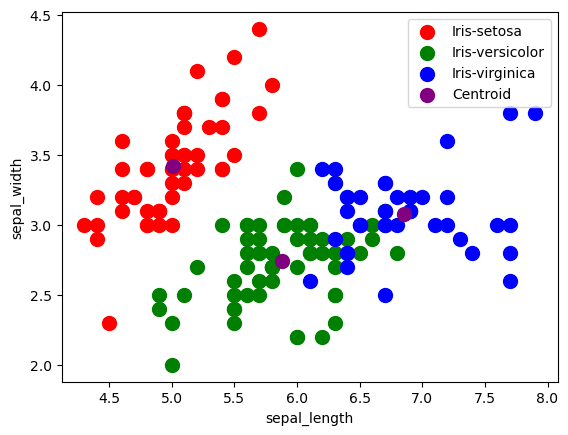 4.5
4.0
3.5
3.0
2.5
2.0
sepal_width
Iris-setosa
Iris-versicolor
Iris-virginica
Centroid
4.5 5.0 5.5 6.0 6.5 7.0 7.5 8.0
sepal_length